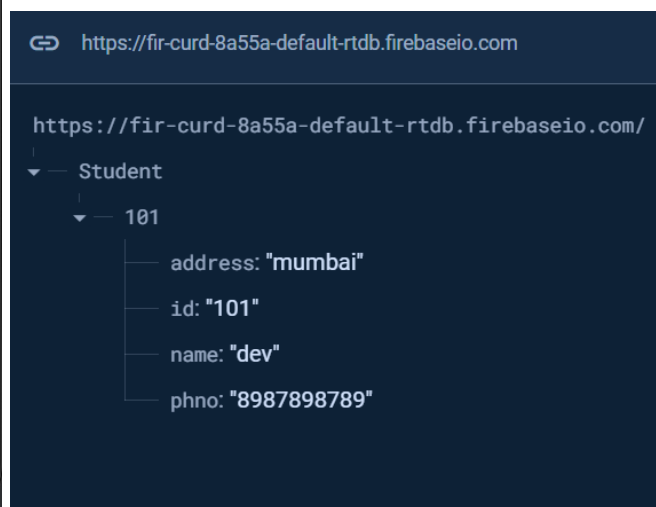 https://fir-curd-8a55a-default-rtdb.firebaseio.com
https://fir-curd-8a55a-default-rtdb.firebaseio.com/
Student
101
address: "mumbai"
id: "101"
name: "dev"
phno: "8987898789"